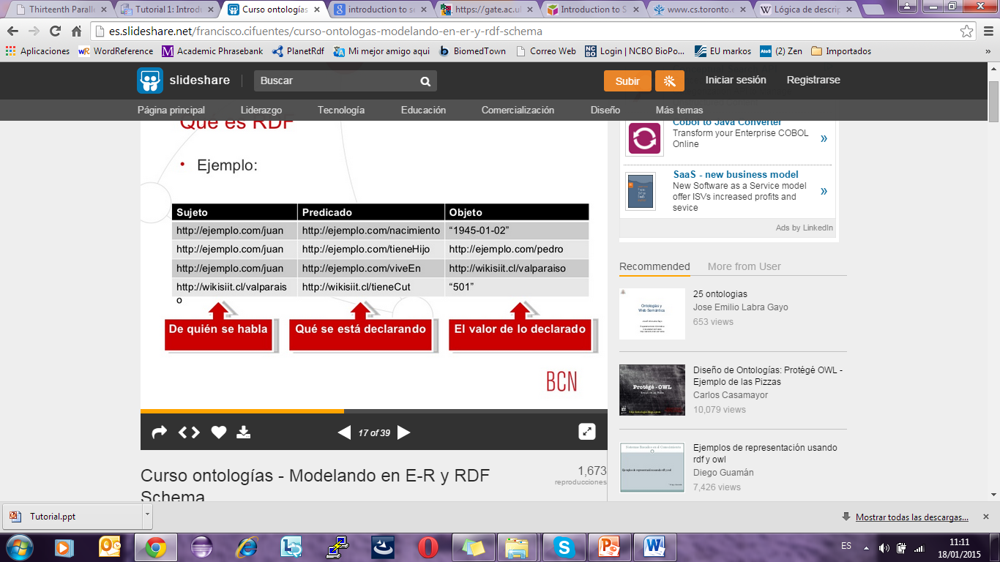 Thirteenth Paralle
Tutorial 1: Introdu
Curso ontologías
introduction to se
https://gate.ac.ul
Introduction to S
www.cs.toronto.e
Lógica de descrip
es.slideshare.net/francisco.cifuentes/curso-ontologas-modelando-en-er-y-rdf-schema
Aplicaciones WordReference Academic Phrasebank PlanetRdf Mi mejor amigo aqui BiomedTown Correo Web Login | NCBO BioPo... EU markos (2) Zen Importados »
slideshare Buscar Subir Iniciar sesión Registrarse
Página principal Liderazgo Tecnología Educación Comercialización Diseño Más temas
Qué es RDF
• Ejemplo:
Sujeto Predicado Objeto
http://ejemplo.com/juan http://ejemplo.com/nacimiento “1945-01-02”
http://ejemplo.com/juan http://ejemplo.com/tieneHijo http://ejemplo.com/pedro
http://ejemplo.com/juan http://ejemplo.com/viveEn http://wikisiit.cl/valparaiso
http://wikisiit.cl/valparais http://wikisiit.cl/tieneCut “501”
o
De quién se habla Qué se está declarando El valor de lo declarado
BCN
17 of 39
Curso ontologías - Modelando en E-R y RDF
Schema
1,673
reproducciones
Cobol to Java Converter
Transform your Enterprise COBOL
Online
»
SaaS - new business model
New Software as a Service model
offer ISVs increased profits and
sevice
»
Ads by LinkedIn
Recommended More from User
Ontologías y
Web Semántica
25 ontologias
Jose Emilio Labra Gayo
653 views
Protégé - OWL
Diseño de Ontologías: Protégé OWL -
Ejemplo de las Pizzas
Carlos Casamayor
10,079 views
Ejemplos de representación usando
rdf y owl
Diego Guamán
7,426 views
Tutorial.ppt
Mostrar todas las descargas...
ES
11:11
18/01/2015